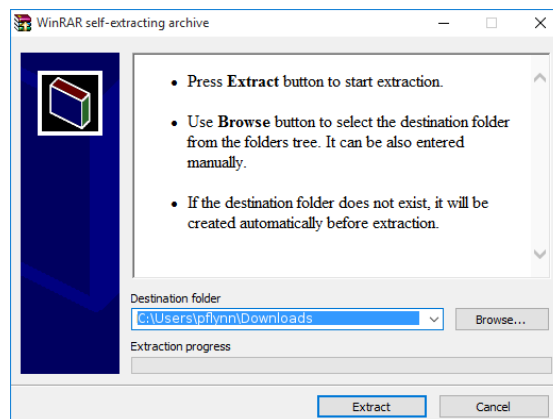 WinRAR self-extracting archive
• Press Extract button to start extraction.
• Use Browse button to select the destination folder
from the folders tree. It can be also entered
manually.
• If the destination folder does not exist, it will be
created automatically before extraction.
Destination folder
C:\Users\pflynn\Downloads
Browse...
Extraction progress
Extract
Cancel